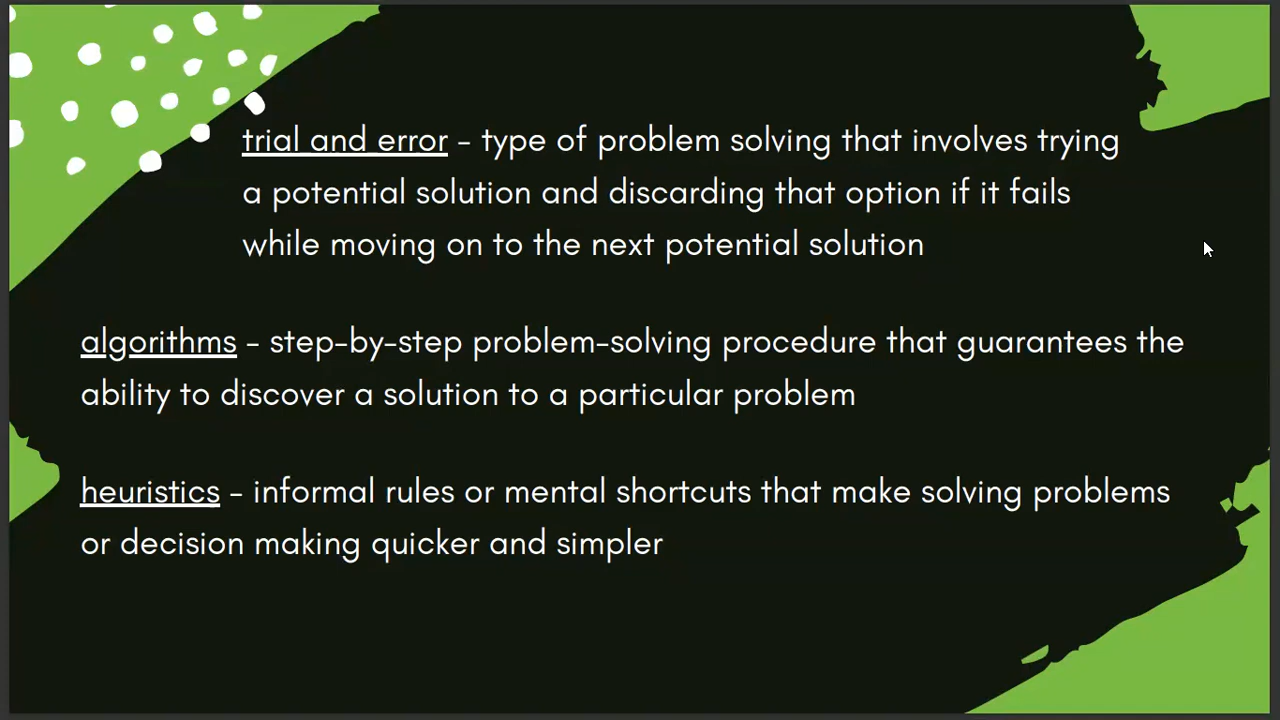 trial and error - type of problem solving that involves trying
a potential solution and discarding that option if it fails
while moving on to the next potential solution
algorithms - step-by-step problem-solving procedure that guarantees the
ability to discover a solution to a particular problem
heuristics - informal rules or mental shortcuts that make solving problems
or decision making quicker and simpler